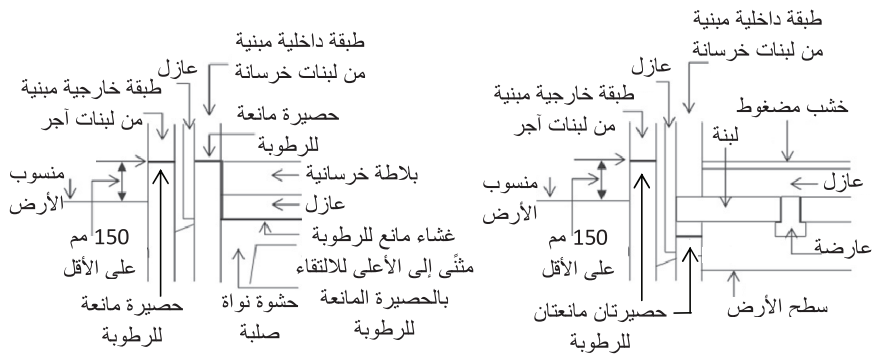 طبقة داخلية مبنية
من لبنات خرسانة
عازل
طبقة خارجية مبنية
من لبنات آجر
حصيرة مانعة
للرطوبة
بلاطة خرسانية
عازل
منسوب
الأرض
150 مم
على الأقل
غشاء مانع للرطوبة
مثنًى إلى الأعلى للالتقاء
بالحصيرة المانعة
للرطوبة
حشوة نواة
صلبة
حصيرة مانعة
للرطوبة
طبقة داخلية مبنية
من لبنات خرسانة
عازل
طبقة خارجية مبنية
من لبنات آجر
خشب مضغوط
لبنة
عازل
منسوب
الأرض
150 مم
على الأقل
عارضة
سطح الأرض
حصيرتان مانعتان
للرطوبة